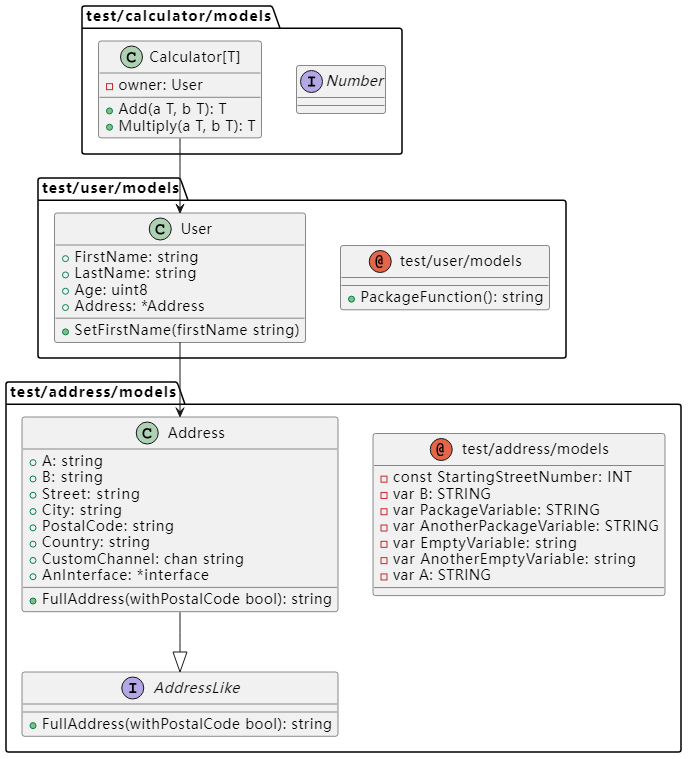 test/calculator/models
C Calculator[T]
owner: User
Add(a T, b T): T
Multiply(a T, b T): T
I Number
test/user/models
C User
FirstName: string
LastName: string
Age: uint8
Address: *Address
SetFirstName(firstName string)
@ test/user/models
PackageFunction(): string
test/address/models
C Address
A: string
B: string
Street: string
City: string
PostalCode: string
Country: string
CustomChannel: chan string
AnInterface: *interface
FullAddress(withPostalCode bool): string
@ test/address/models
const StartingStreetNumber: INT
var B: STRING
var PackageVariable: STRING
var AnotherPackageVariable: STRING
var EmptyVariable: string
var AnotherEmptyVariable: string
var A: STRING
I AddressLike
FullAddress(withPostalCode bool): string